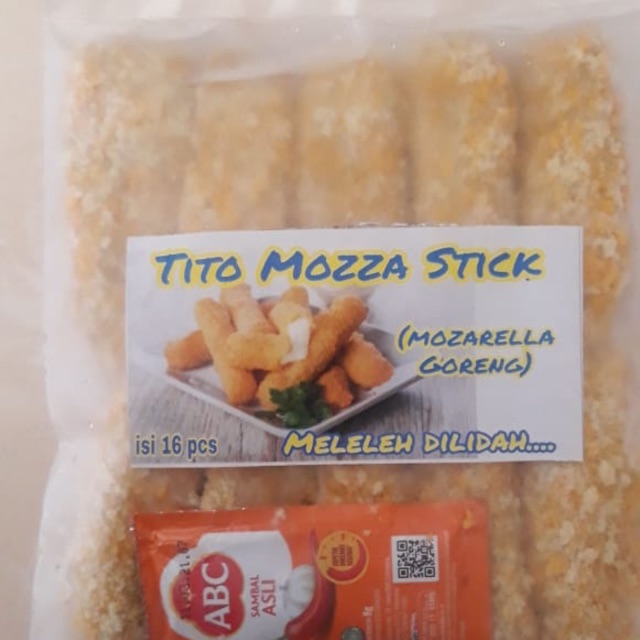 TITO MOZZA STICK
(MOZARELLA
GORENG)
isi 16 pcs
MELELEH DILIDAH....
ABC
SAMBAL
ASLI